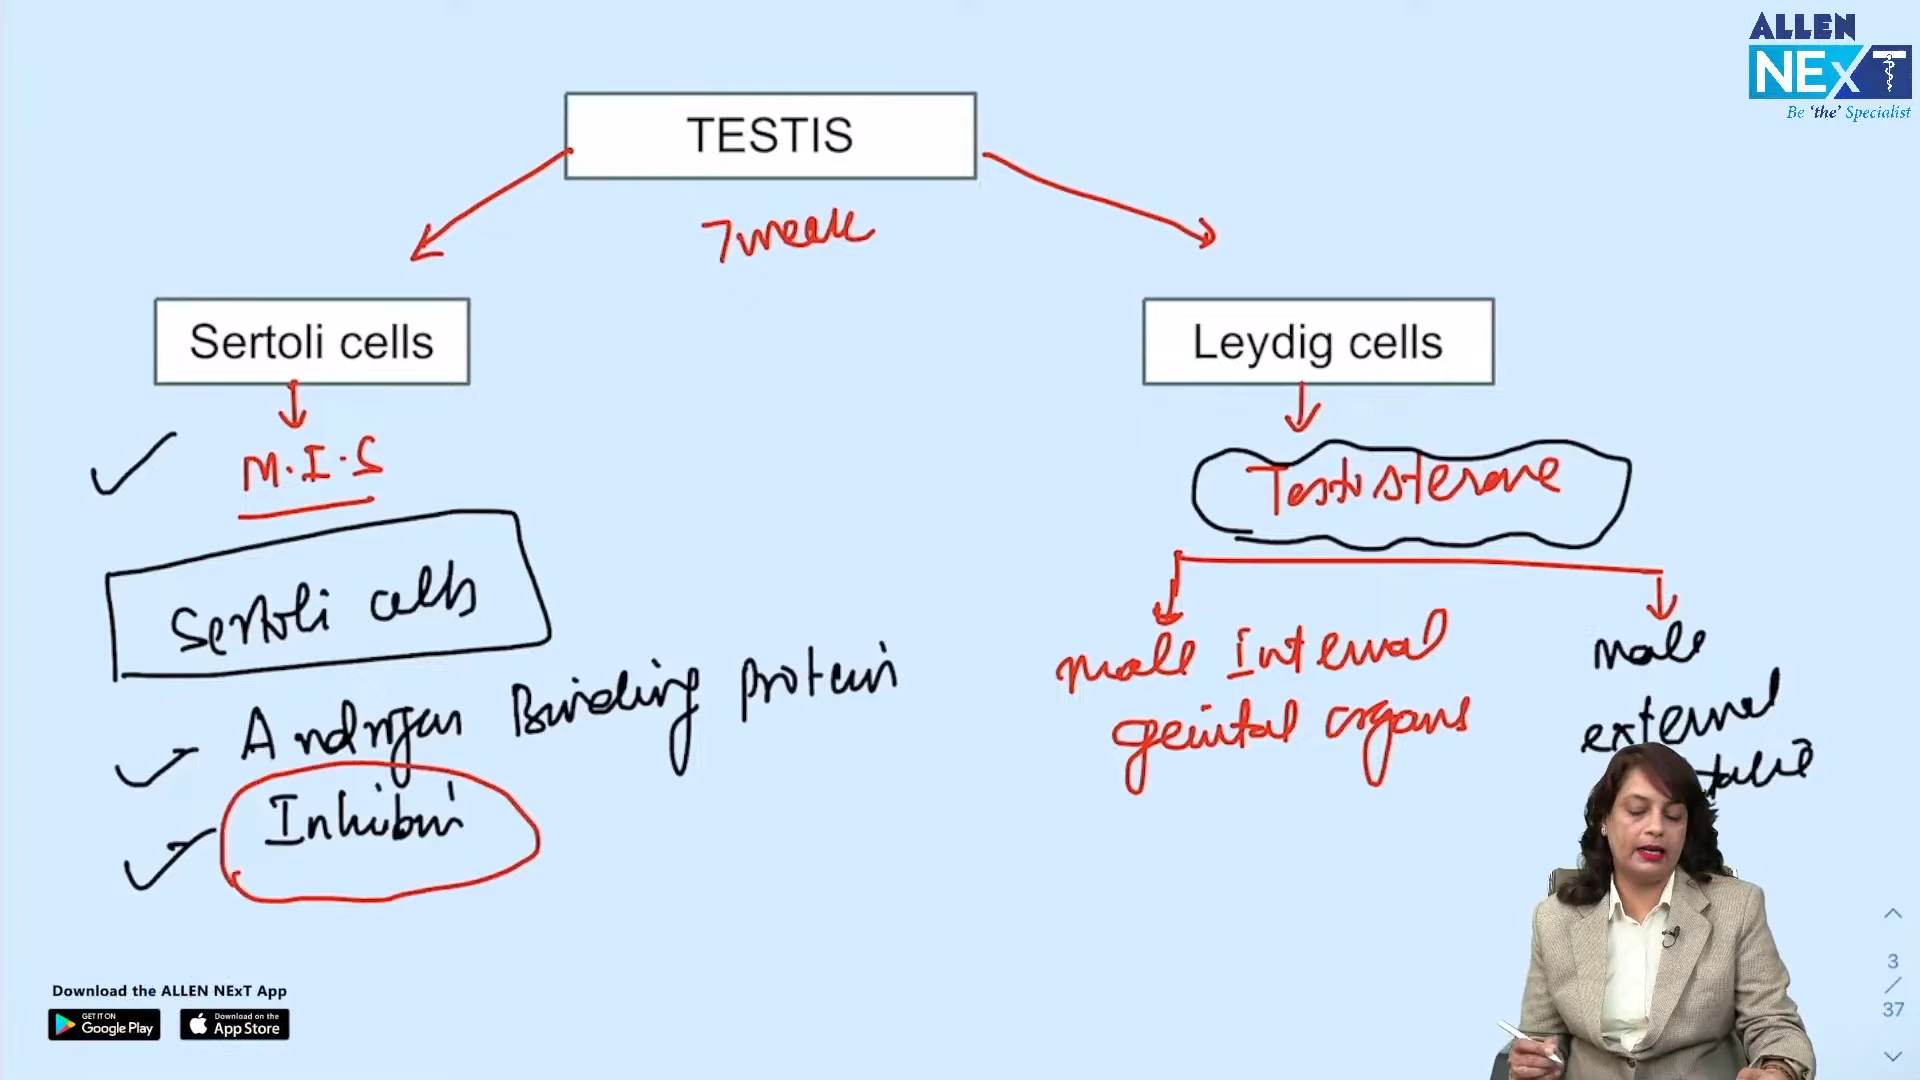 ALLEN
NExT
Be 'the' Specialist
TESTIS
7 week
Sertoli cells
Leydig cells
M.I.S
Testosterone
Sertoli cells
Androgen Binding protein
Inhibin
male Internal
genital organs
male
external
Download the ALLEN NExT App
GET IT ON
Google Play
Download on the
App Store
3
/
37